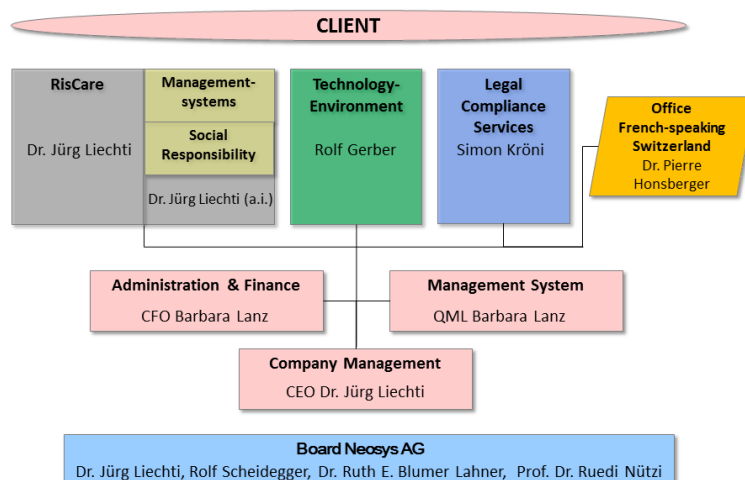 CLIENT
RisCare
Dr. Jürg Liechti
Management-
systems
Social
Responsibility
Dr. Jürg Liechti (a.i.)
Technology-
Environment
Rolf Gerber
Legal
Compliance
Services
Simon Kröni
Office
French-speaking
Switzerland
Dr. Pierre
Honsberger
Administration & Finance
CFO Barbara Lanz
Management System
QML Barbara Lanz
Company Management
CEO Dr. Jürg Liechti
Board Neosys AG
Dr. Jürg Liechti, Rolf Scheidegger, Dr. Ruth E. Blumer Lahner, Prof. Dr. Ruedi Nützi